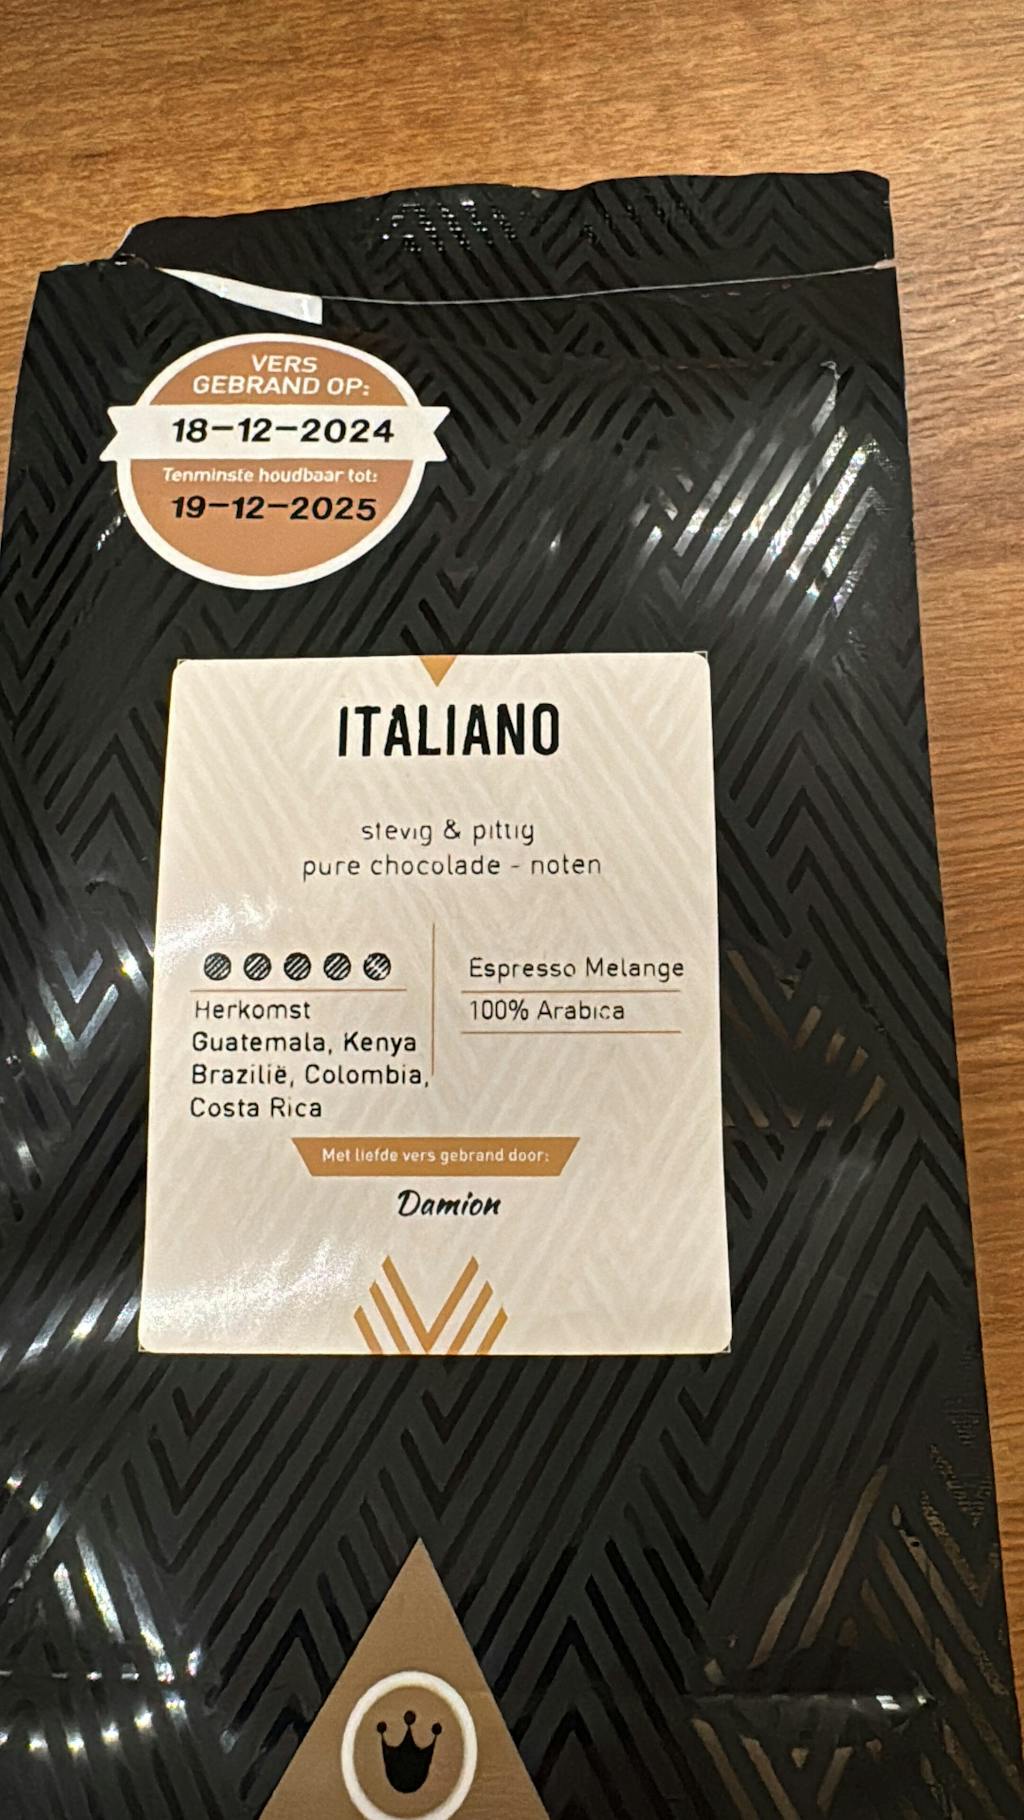 VERS
GEBRAND OP:
18-12-2024
Tenminste houdbaar tot:
19-12-2025
ITALIANO
stevig & pittig
pure chocolade - noten
Espresso Melange
100% Arabica
Herkomst
Guatemala, Kenya
Brazilië, Colombia,
Costa Rica
Met liefde vers gebrand door:
Damion